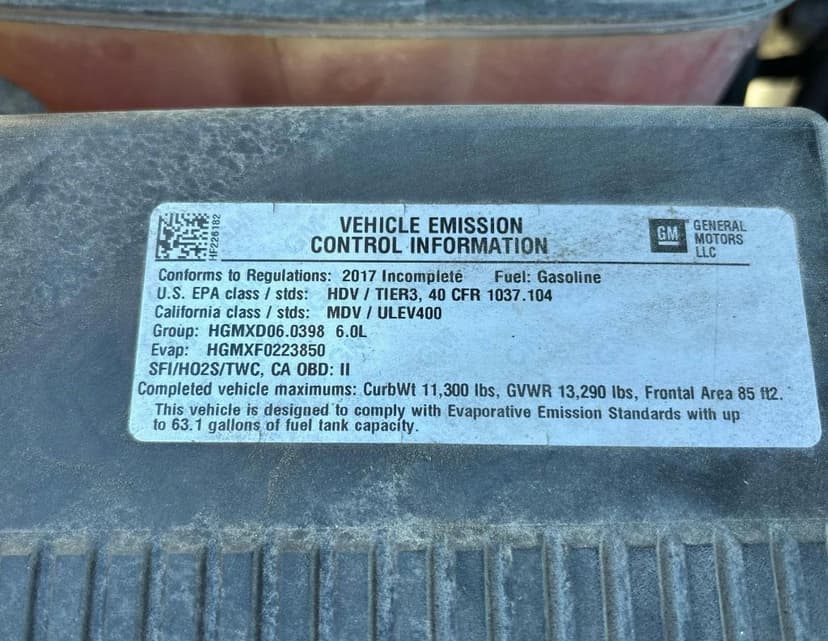 HF226182
VEHICLE EMISSION
CONTROL INFORMATION
GM
GENERAL
MOTORS
LLC
Conforms to Regulations: 2017 Incomplete Fuel: Gasoline
U.S. EPA class / stds: HDV / TIER3, 40 CFR 1037.104
California class / stds: MDV / ULEV400
Group: HGMXD06.0398 6.0L
Evap: HGMXF0223850
SFI/HO2S/TWC, CA OBD: II
Completed vehicle maximums: CurbWt 11,300 lbs, GVWR 13,290 lbs, Frontal Area 85 ft2.
This vehicle is designed to comply with Evaporative Emission Standards with up
to 63.1 gallons of fuel tank capacity.